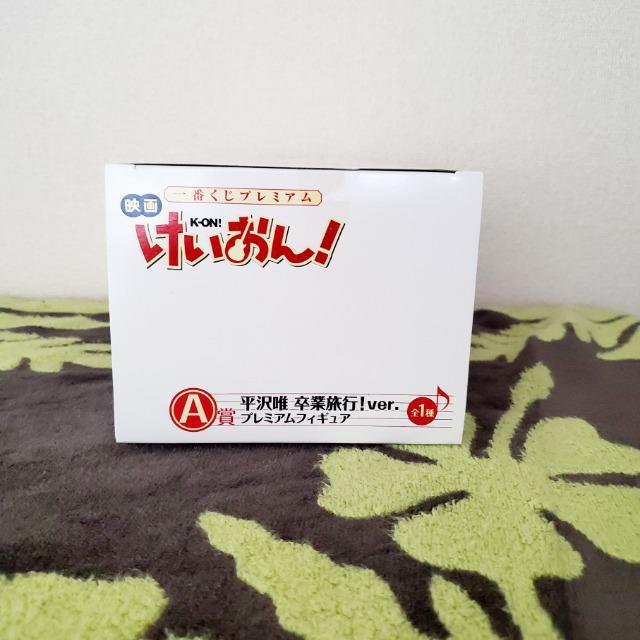 一番くじプレミアム
映画
K-ON!
けいおん!
A賞
平沢唯 卒業旅行!ver.
プレミアムフィギュア
全1種